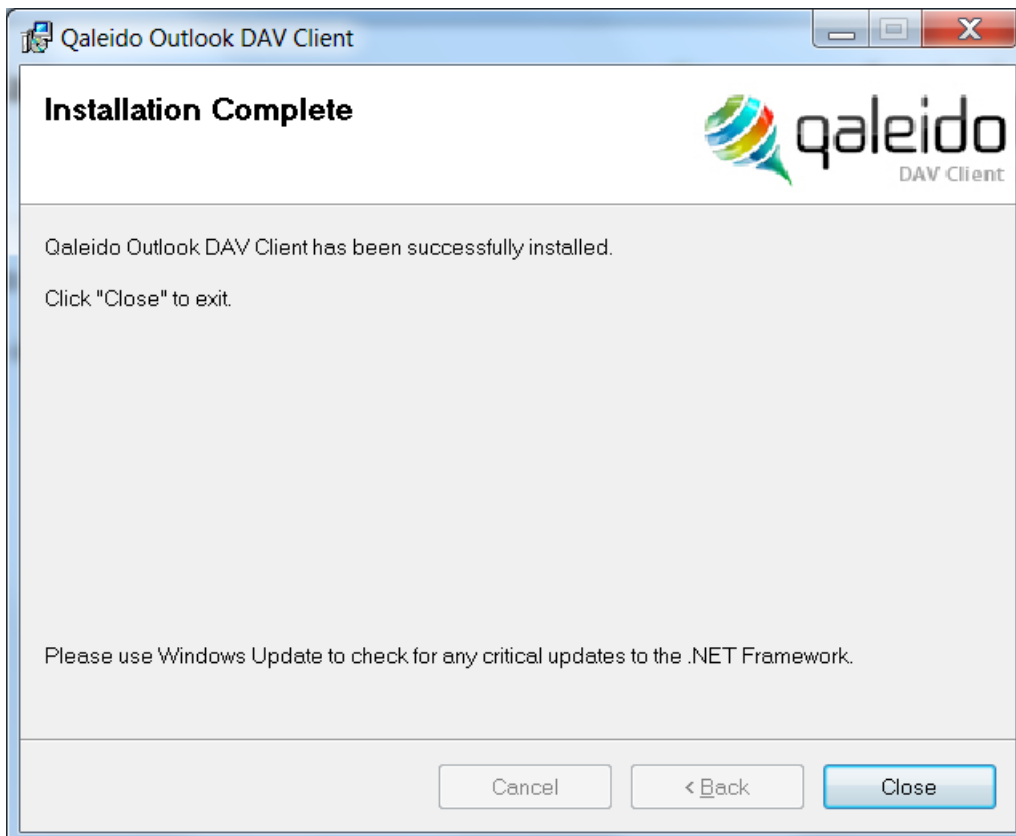 Qaleido Outlook DAV Client
Installation Complete
qaleido
DAV Client
Qaleido Outlook DAV Client has been successfully installed.
Click "Close" to exit.
Please use Windows Update to check for any critical updates to the .NET Framework.
Cancel
< Back
Close